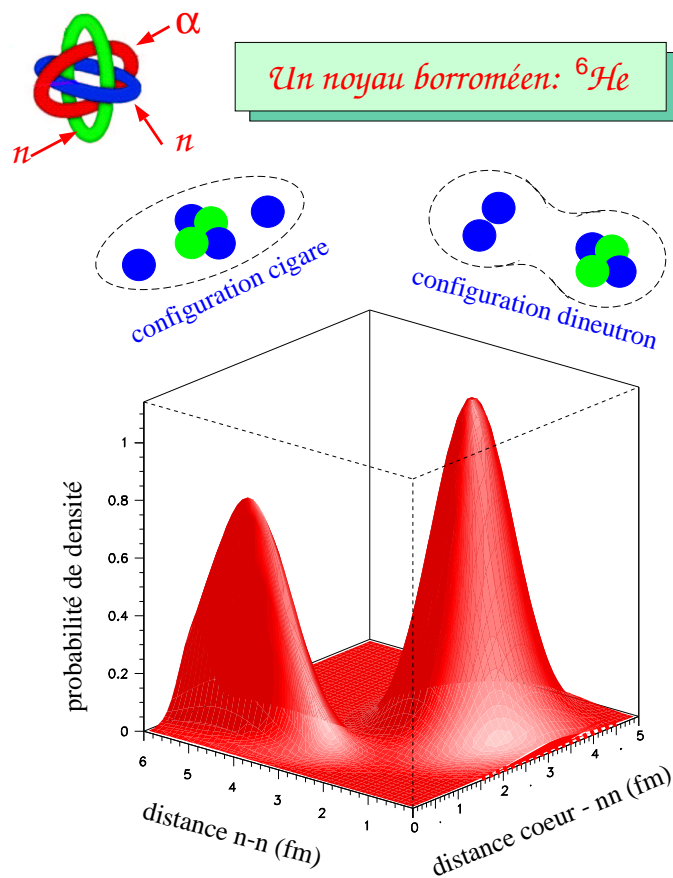 α
n
n
Un noyau borroméen: ⁶He
configuration cigare
configuration dineutron
probabilité de densité
1
0.8
0.6
0.4
0.2
0
6
5
4
3
2
1
0
distance n-n (fm)
1
2
3
4
5
distance coeur - nn (fm)